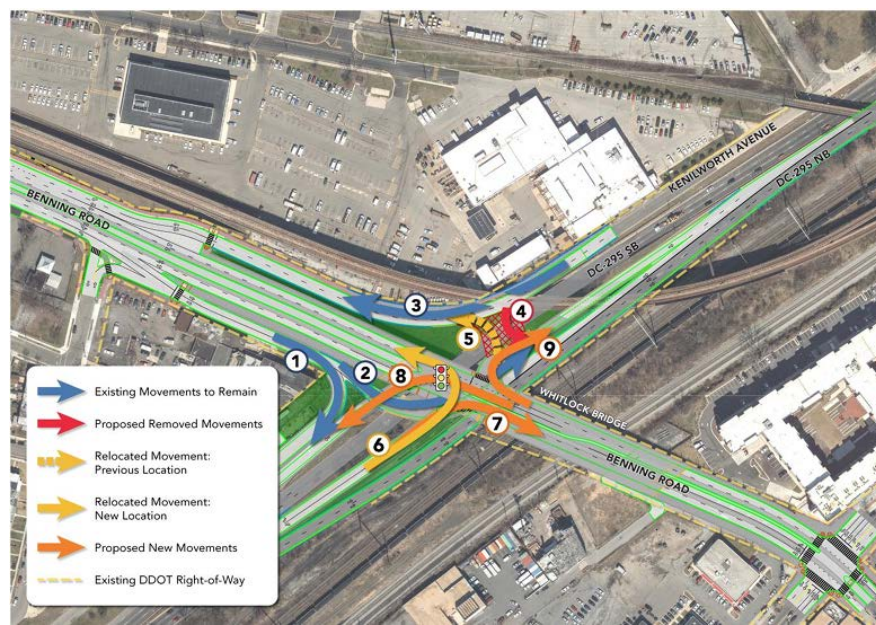 KENILWORTH AVENUE
DC-295 NB
BENNING ROAD
DC-295 SB
3
4
5
9
1
2
8
WHITLOCK BRIDGE
6
7
BENNING ROAD
Existing Movements to Remain
Proposed Removed Movements
Relocated Movement:
Previous Location
Relocated Movement:
New Location
Proposed New Movements
Existing DDOT Right-of-Way